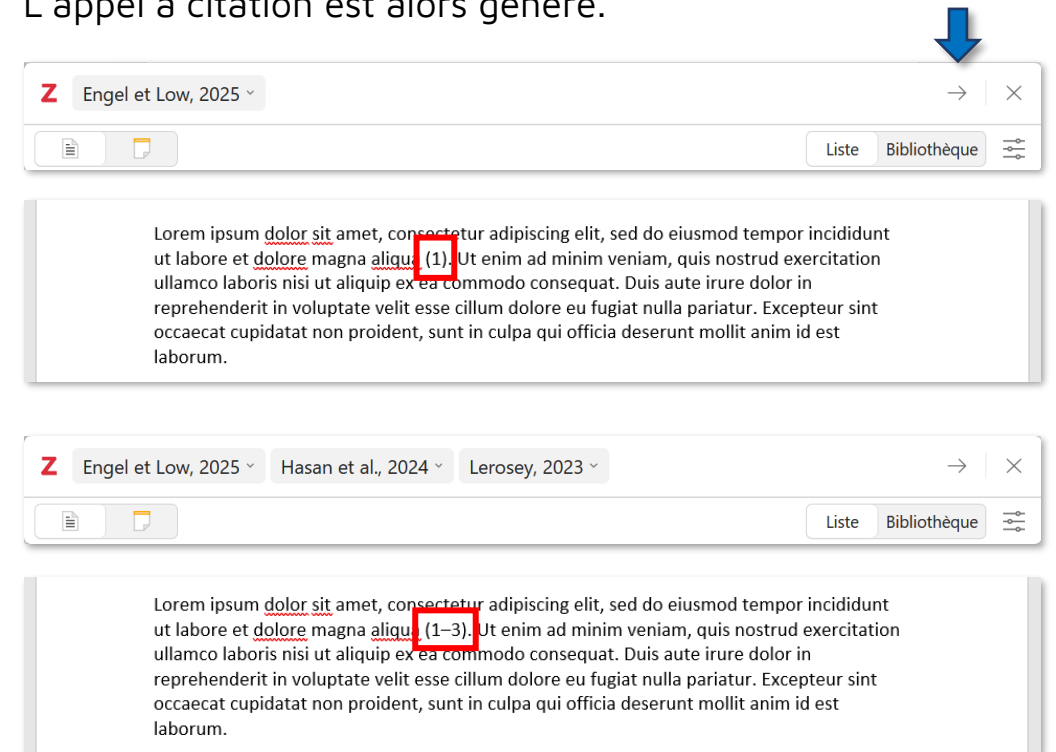 L'appel à citation est alors généré.
Z Engel et Low, 2025
Liste Bibliothèque
Lorem ipsum dolor sit amet, consectetur adipiscing elit, sed do eiusmod tempor incididunt
ut labore et dolore magna aliqua (1). Ut enim ad minim veniam, quis nostrud exercitation
ullamco laboris nisi ut aliquip ex ea commodo consequat. Duis aute irure dolor in
reprehenderit in voluptate velit esse cillum dolore eu fugiat nulla pariatur. Excepteur sint
occaecat cupidatat non proident, sunt in culpa qui officia deserunt mollit anim id est
laborum.
Z Engel et Low, 2025 Hasan et al., 2024 Lerosey, 2023
Liste Bibliothèque
Lorem ipsum dolor sit amet, consectetur adipiscing elit, sed do eiusmod tempor incididunt
ut labore et dolore magna aliqua (1–3). Ut enim ad minim veniam, quis nostrud exercitation
ullamco laboris nisi ut aliquip ex ea commodo consequat. Duis aute irure dolor in
reprehenderit in voluptate velit esse cillum dolore eu fugiat nulla pariatur. Excepteur sint
occaecat cupidatat non proident, sunt in culpa qui officia deserunt mollit anim id est
laborum.